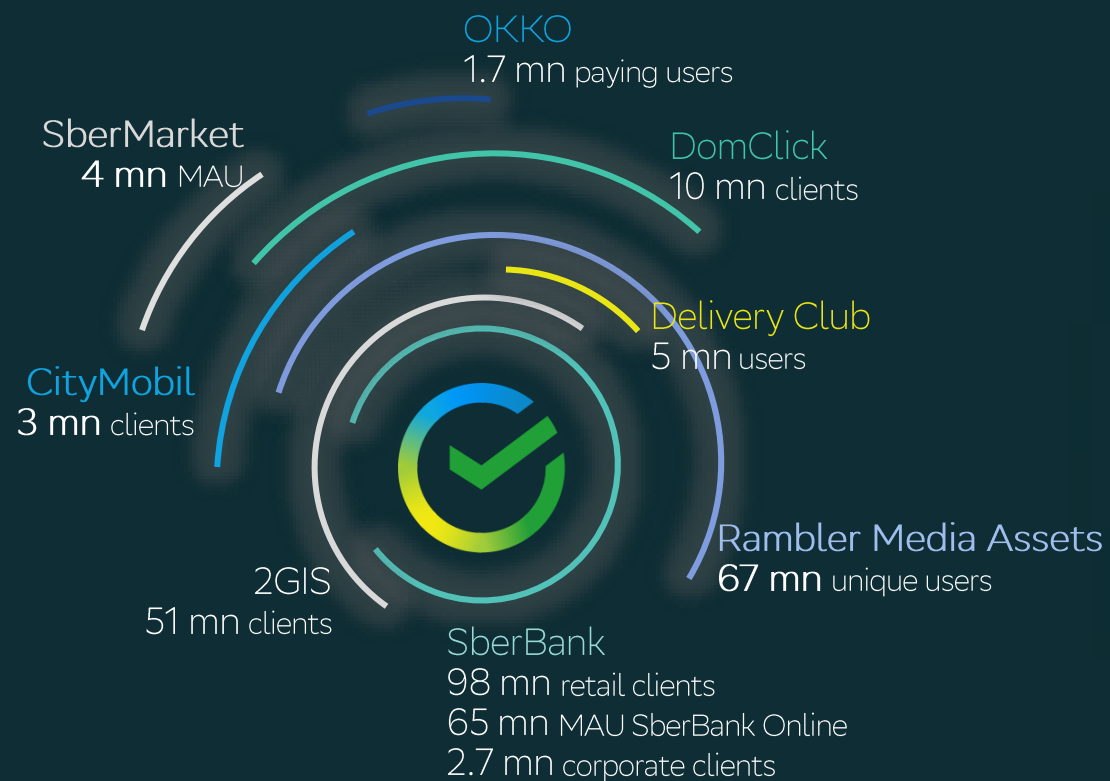 OKKO
1.7 mn paying users
SberMarket
4 mn MAU
DomClick
10 mn clients
Delivery Club
5 mn users
CityMobil
3 mn clients
Rambler Media Assets
67 mn unique users
2GIS
51 mn clients
SberBank
98 mn retail clients
65 mn MAU SberBank Online
2.7 mn corporate clients